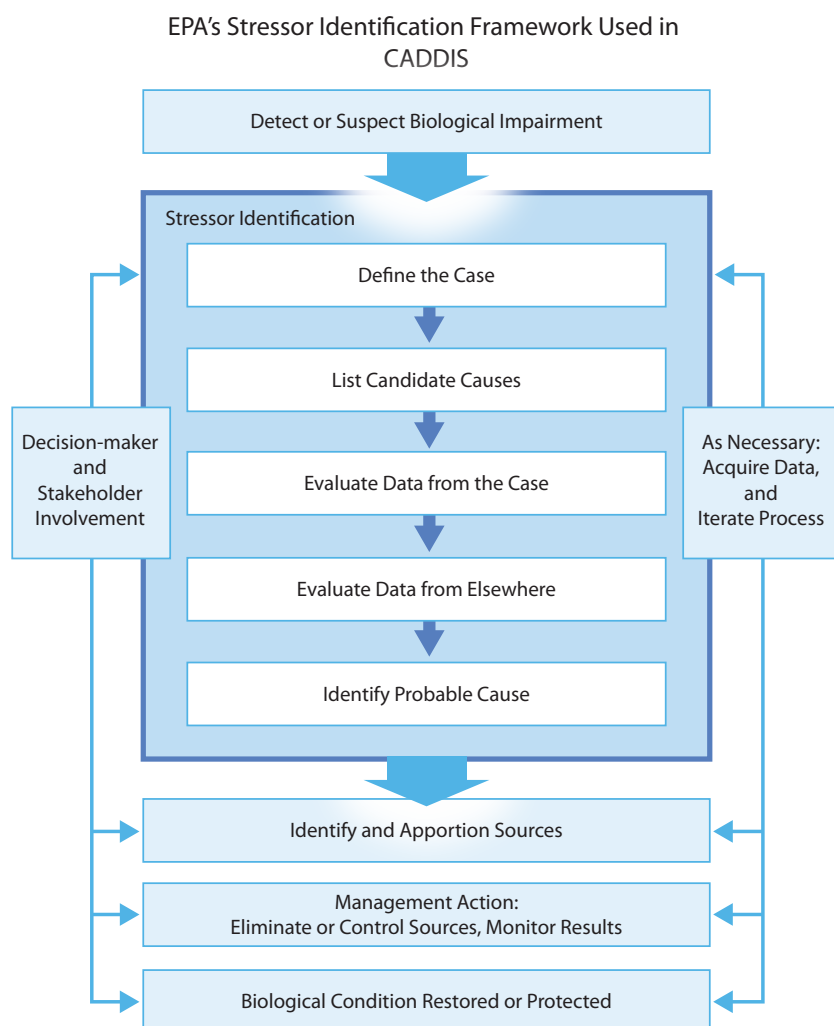 EPA’s Stressor Identification Framework Used in
CADDIS
Detect or Suspect Biological Impairment
Stressor Identification
Define the Case
List Candidate Causes
Decision-maker
and
Stakeholder
Involvement
As Necessary:
Acquire Data,
and
Iterate Process
Evaluate Data from the Case
Evaluate Data from Elsewhere
Identify Probable Cause
Identify and Apportion Sources
Management Action:
Eliminate or Control Sources, Monitor Results
Biological Condition Restored or Protected